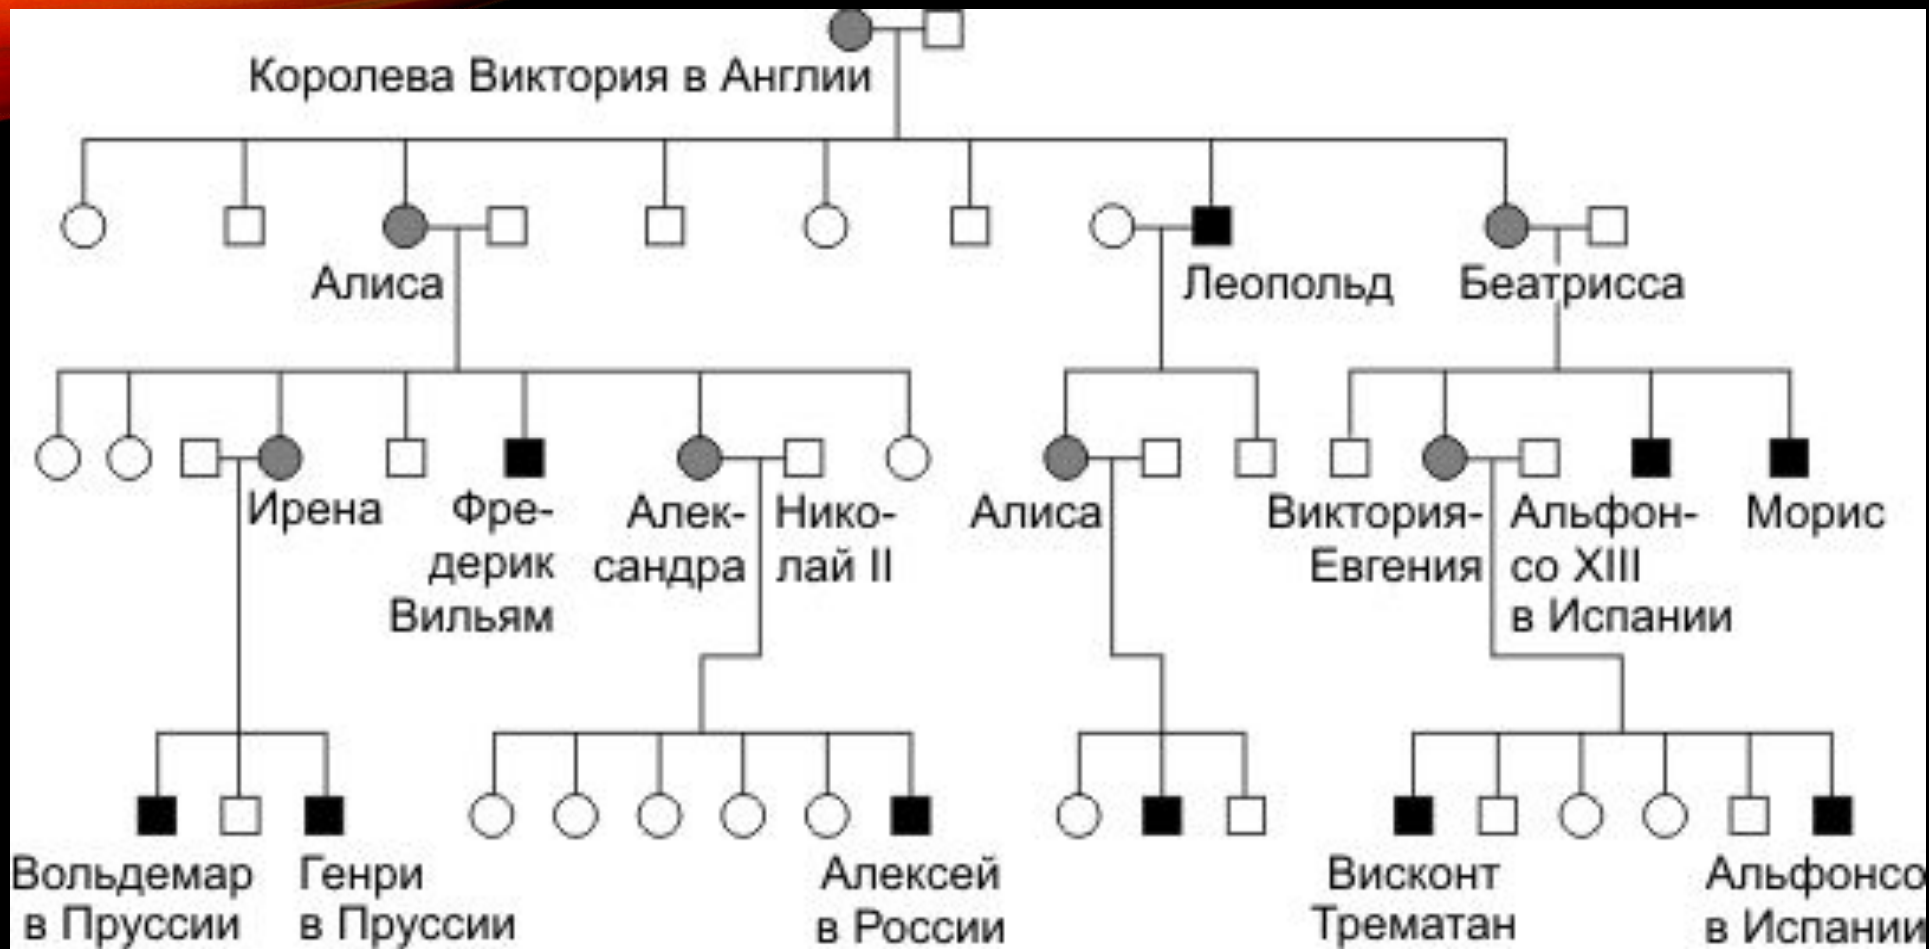 Королева Виктория в Англии
Алиса
Леопольд
Беатрисса
Ирена
Фре-
дерик
Вильям
Алек-
сандра
Нико-
лай II
Алиса
Виктория-
Евгения
Альфон-
со XIII
в Испании
Морис
Вольдемар
в Пруссии
Генри
в Пруссии
Алексей
в России
Висконт
Трематан
Альфонсо
в Испании